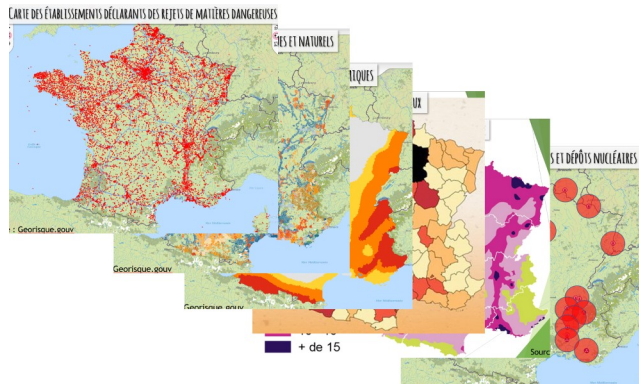 CARTE DES ÉTABLISSEMENTS DÉCLARANTS DES REJETS DE MATIÈRES DANGEREUSES
ES ET NATURELS
MIQUES
UX
S ET DÉPÔTS NUCLÉAIRES
: Georisque.gouv
Georisque.gouv
Georisque.gouv
+ de 15
Sourc